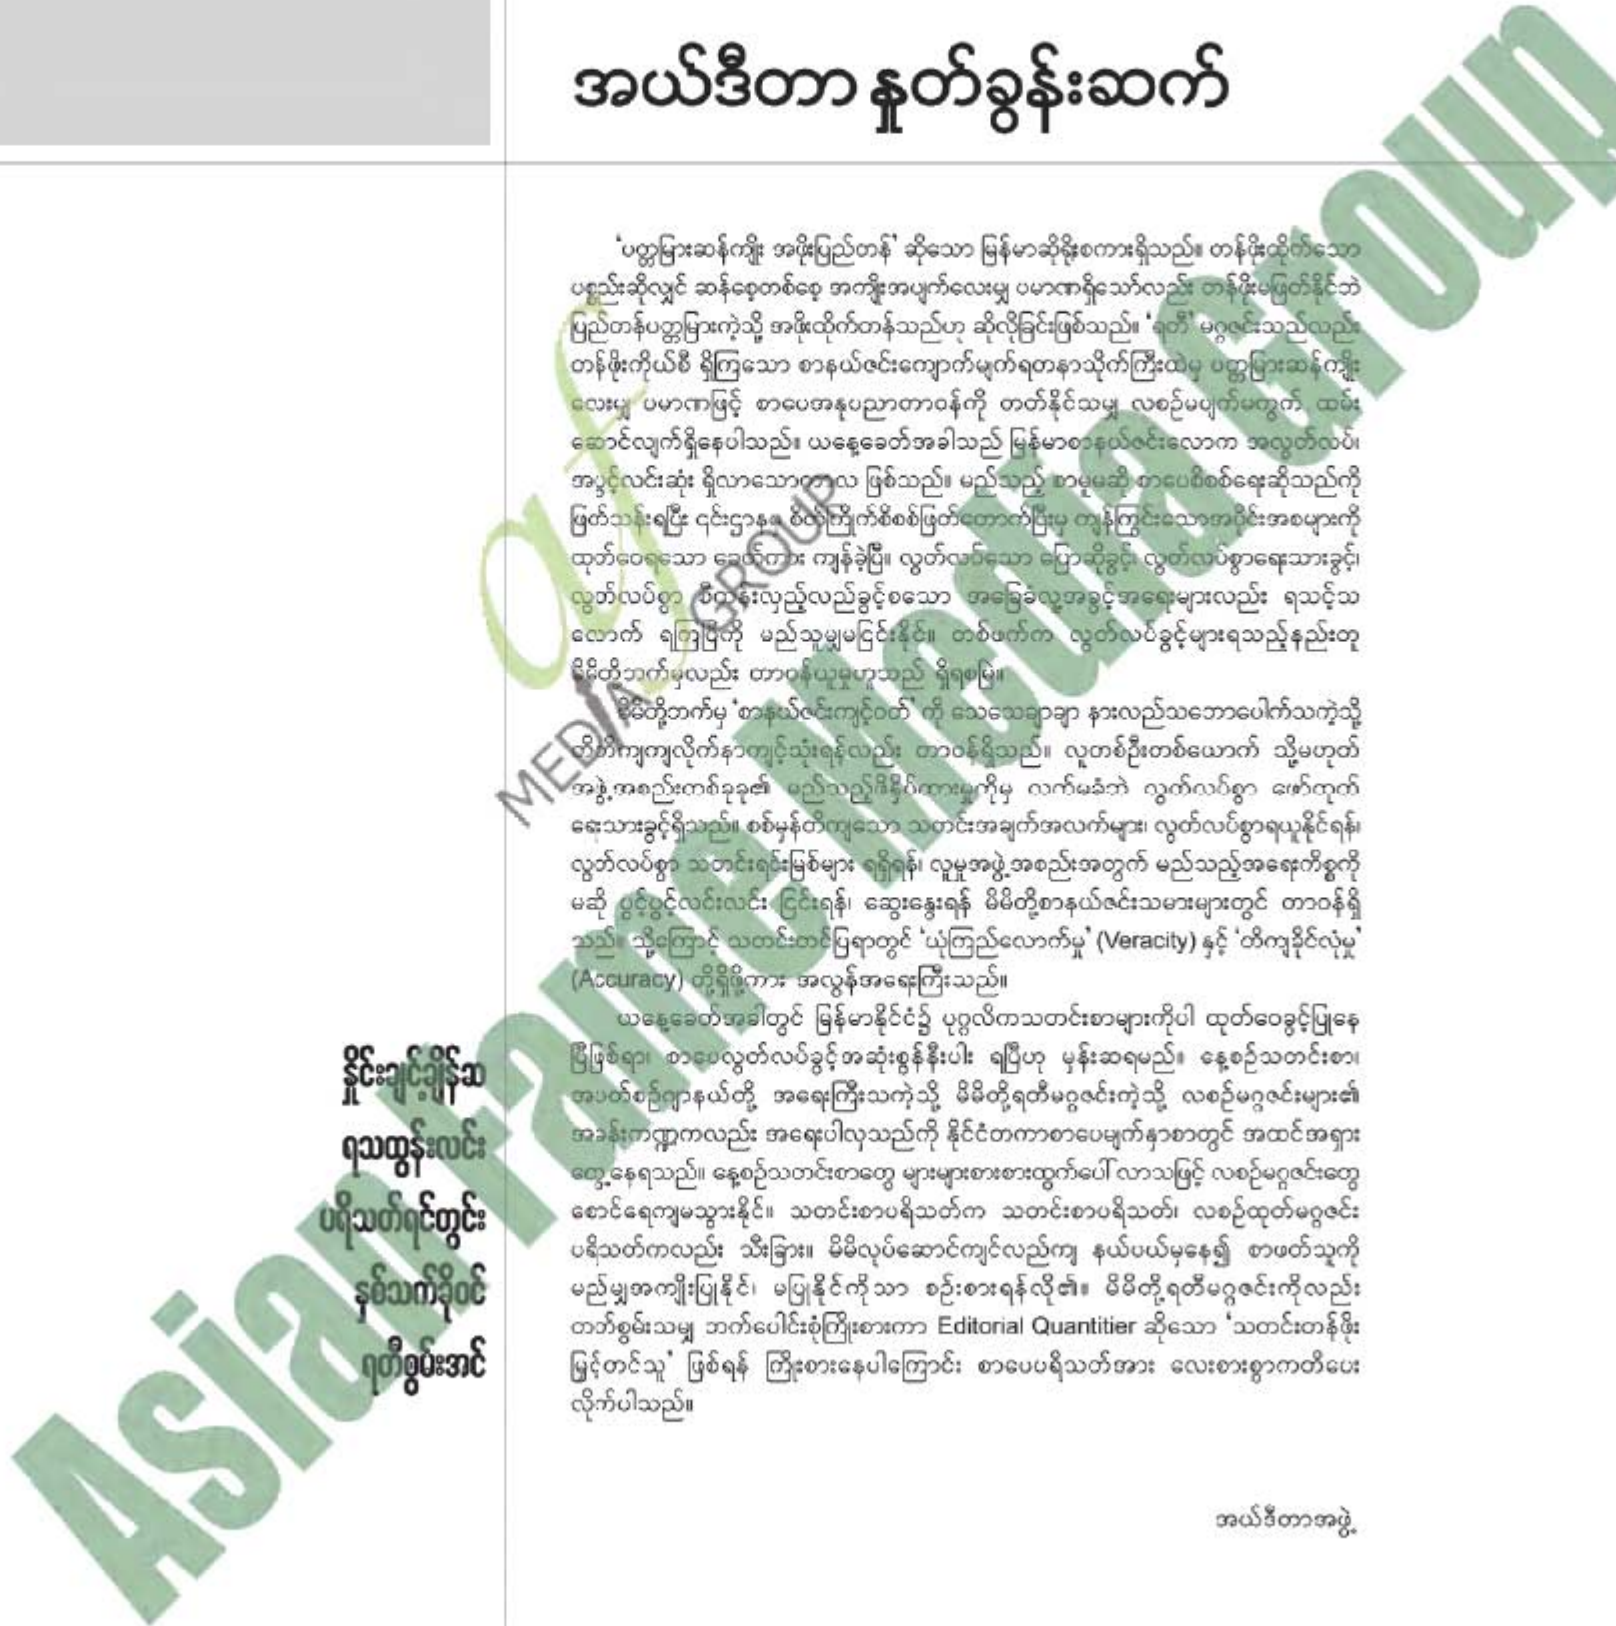 အယ်ဒီတာ နှုတ်ခွန်းဆက်
‘ပတ္တမြားဆန်ကျိုး အဖိုးပြည်တန်’ ဆိုသော မြန်မာဆိုရိုးစကားရှိသည်။ တန်ဖိုးထိုက်သော
ပစ္စည်းဆိုလျှင် ဆန်စေ့တစ်စေ့ အကျိုးအပျက်လေးမျှ ပမာဏရှိသော်လည်း တန်ဖိုးမဖြတ်နိုင်ဘဲ
ပြည်တန်ပတ္တမြားကဲ့သို့ အဖိုးထိုက်တန်သည်ဟု ဆိုလိုခြင်းဖြစ်သည်။ ‘ရတီ’ မဂ္ဂဇင်းသည်လည်း
တန်ဖိုးကိုယ်စီ ရှိကြသော စာနယ်ဇင်းကျောက်မျက်ရတနာသိုက်ကြီးထဲမှ ပတ္တမြားဆန်ကျိုး
လေးမျှ ပမာဏဖြင့် စာပေအနုပညာတာဝန်ကို တတ်နိုင်သမျှ လစဉ်မပျက်မကွက် ထမ်း
ဆောင်လျက်ရှိနေပါသည်။ ယနေ့ခေတ်အခါသည် မြန်မာစာနယ်ဇင်းလောက အလွတ်လပ်၊
အပွင့်လင်းဆုံး ရှိလာသောကာလ ဖြစ်သည်။ မည်သည့် စာမူမဆို စာပေစိစစ်ရေးဆိုသည်ကို
ဖြတ်သန်းရပြီး ၎င်းဌာနမှ စိတ်ကြိုက်စိစစ်ဖြတ်တောက်ပြီးမှ ကျန်ကြွင်းသောအပိုင်းအစများကို
ထုတ်ဝေရသော ခေတ်ကား ကျန်ခဲ့ပြီ။ လွတ်လပ်သော ပြောဆိုခွင့်၊ လွတ်လပ်စွာရေးသားခွင့်၊
လွတ်လပ်စွာ စီတန်းလှည့်လည်ခွင့်စသော အခြေခံလူ့အခွင့်အရေးများလည်း ရသင့်သ
လောက် ရကြပြီကို မည်သူမျှမငြင်းနိုင်။ တစ်ဖက်က လွတ်လပ်ခွင့်များရသည့်နည်းတူ
မိမိတို့ဘက်မှလည်း တာဝန်ယူမှုဟူသည် ရှိရစမြဲ။
မိမိတို့ဘက်မှ ‘စာနယ်ဇင်းကျင့်ဝတ်’ ကို သေသေချာချာ နားလည်သဘောပေါက်သကဲ့သို့
တိတိကျကျလိုက်နာကျင့်သုံးရန်လည်း တာဝန်ရှိသည်။ လူတစ်ဦးတစ်ယောက် သို့မဟုတ်
အဖွဲ့အစည်းတစ်ခုခု၏ မည်သည့်ဖိနှိပ်ထားမှုကိုမှ လက်မခံဘဲ လွတ်လပ်စွာ ဖော်ထုတ်
ရေးသားခွင့်ရှိသည်။ စစ်မှန်တိကျသော သတင်းအချက်အလက်များ၊ လွတ်လပ်စွာရယူနိုင်ရန်၊
လွတ်လပ်စွာ သတင်းရင်းမြစ်များ ရရှိရန်၊ လူမှုအဖွဲ့အစည်းအတွက် မည်သည့်အရေးကိစ္စကို
မဆို ပွင့်ပွင့်လင်းလင်း ငြင်းရန်၊ ဆွေးနွေးရန် မိမိတို့စာနယ်ဇင်းသမားများတွင် တာဝန်ရှိ
သည်။ သို့ကြောင့် သတင်းတင်ပြရာတွင် ‘ယုံကြည်လောက်မှု’ (Veracity) နှင့် ‘တိကျခိုင်လုံမှု’
(Accuracy) တို့ရှိဖို့ကား အလွန်အရေးကြီးသည်။
ယနေ့ခေတ်အခါတွင် မြန်မာနိုင်ငံ၌ ပုဂ္ဂလိကသတင်းစာများကိုပါ ထုတ်ဝေခွင့်ပြုနေ
ပြီဖြစ်ရာ၊ စာပေလွတ်လပ်ခွင့်အဆုံးစွန်နီးပါး ရပြီဟု မှန်းဆရမည်။ နေ့စဉ်သတင်းစာ၊
အပတ်စဉ်ဂျာနယ်တို့ အရေးကြီးသကဲ့သို့ မိမိတို့ရတီမဂ္ဂဇင်းကဲ့သို့ လစဉ်မဂ္ဂဇင်းများ၏
အခန်းကဏ္ဍကလည်း အရေးပါလှသည်ကို နိုင်ငံတကာစာပေမျက်နှာစာတွင် အထင်အရှား
တွေ့နေရသည်။ နေ့စဉ်သတင်းစာတွေ များများစားစားထွက်ပေါ်လာသဖြင့် လစဉ်မဂ္ဂဇင်းတွေ
စောင်ရေကျမသွားနိုင်။ သတင်းစာပရိသတ်က သတင်းစာပရိသတ်၊ လစဉ်ထုတ်မဂ္ဂဇင်း
ပရိသတ်ကလည်း သီးခြား။ မိမိလုပ်ဆောင်ကျင်လည်ကျ နယ်ပယ်မှနေ၍ စာဖတ်သူကို
မည်မျှအကျိုးပြုနိုင်၊ မပြုနိုင်ကိုသာ စဉ်းစားရန်လို၏။ မိမိတို့ရတီမဂ္ဂဇင်းကိုလည်း
တတ်စွမ်းသမျှ ဘက်ပေါင်းစုံကြိုးစားကာ Editorial Quantitier ဆိုသော ‘သတင်းတန်ဖိုး
မြှင့်တင်သူ’ ဖြစ်ရန် ကြိုးစားနေပါကြောင်း စာပေပရိသတ်အား လေးစားစွာကတိပေး
လိုက်ပါသည်။
အယ်ဒီတာအဖွဲ့
နှိုင်းချင့်ချိန်ဆ
ရသထွန်းလင်း
ပရိသတ်ရင်တွင်း
နှစ်သက်ခိုဝင်
ရတီစွမ်းအင်
af
MEDIA GROUP
Asian Fame Media Group